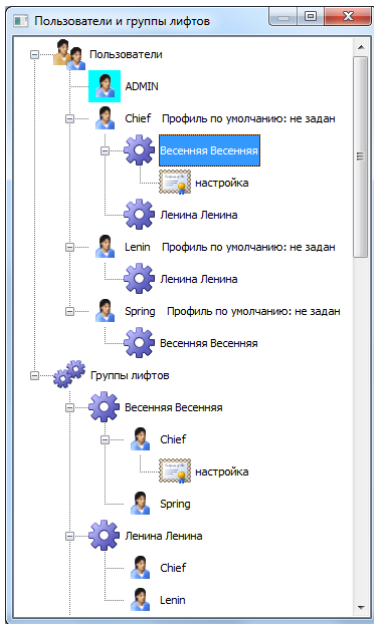 Пользователи и группы лифтов
Пользователи
ADMIN
Chief Профиль по умолчанию: не задан
Весенняя Весенняя
настройка
Ленина Ленина
Lenin Профиль по умолчанию: не задан
Ленина Ленина
Spring Профиль по умолчанию: не задан
Весенняя Весенняя
Группы лифтов
Весенняя Весенняя
Chief
настройка
Spring
Ленина Ленина
Chief
Lenin